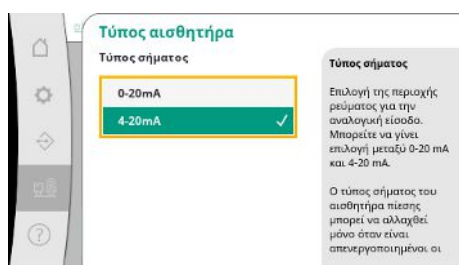 Τύπος αισθητήρα
Τύπος σήματος
0-20mA
4-20mA
Τύπος σήματος
Επιλογή της περιοχής
ρεύματος για την
αναλογική είσοδο.
Μπορείτε να γίνει
επιλογή μεταξύ 0-20 mA
και 4-20 mA.
Ο τύπος σήματος του
αισθητήρα πίεσης
μπορεί να αλλαχθεί
μόνο όταν είναι
απενεργοποιημένοι οι